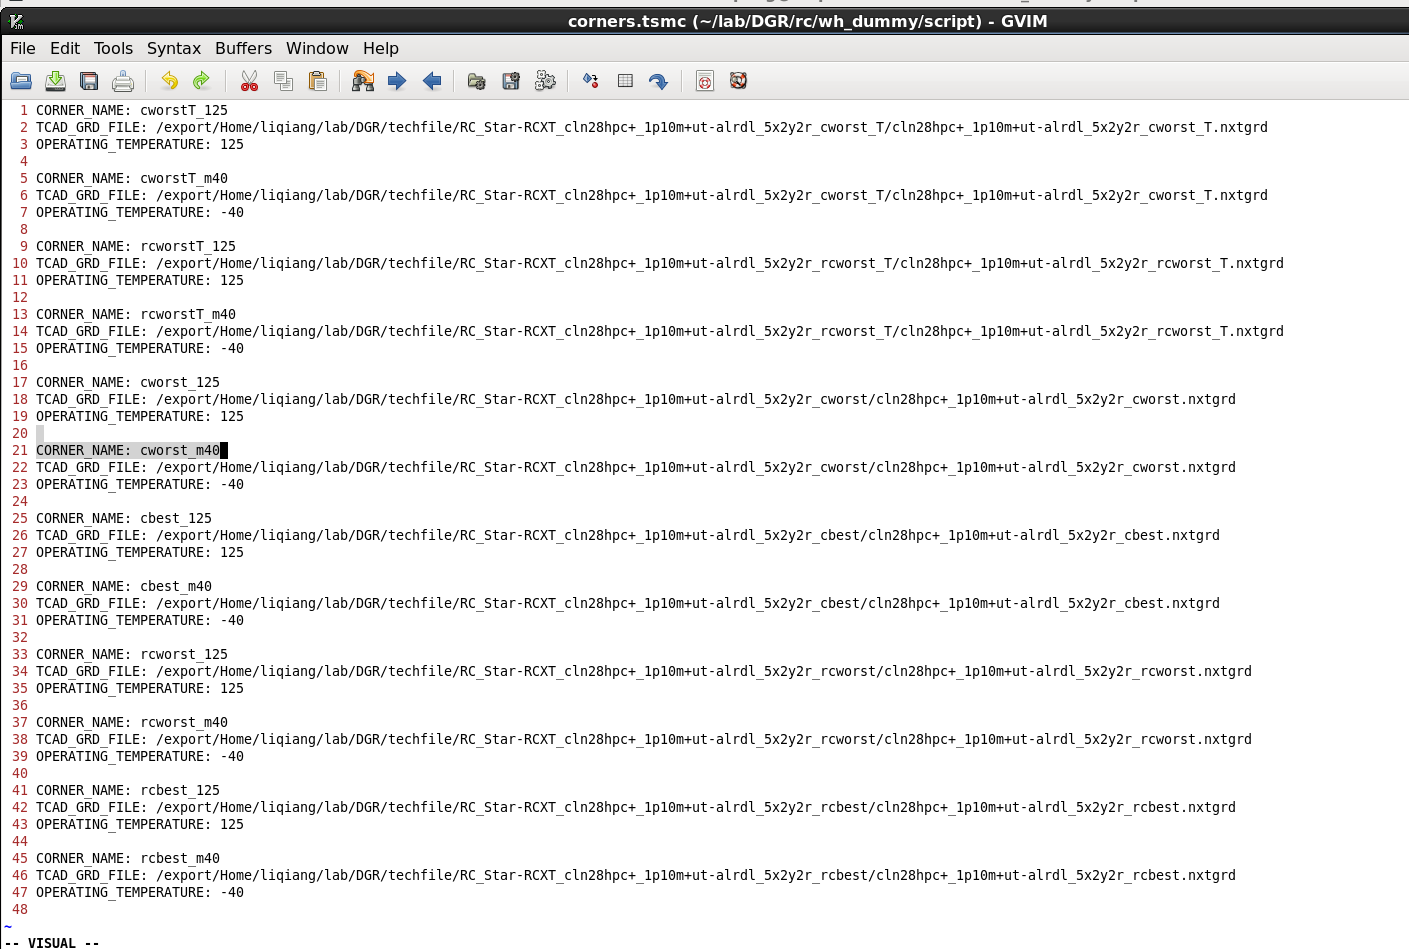 corners.tsmc (~/lab/DGR/rc/wh_dummy/script) - GVIM
File Edit Tools Syntax Buffers Window Help
1 CORNER_NAME: cworstT_125
2 TCAD_GRD_FILE: /export/Home/liqiang/lab/DGR/techfile/RC_Star-RCXT_cln28hpc+_1p10m+ut-alrdl_5x2y2r_cworst_T/cln28hpc+_1p10m+ut-alrdl_5x2y2r_cworst_T.nxtgrd
3 OPERATING_TEMPERATURE: 125
4
5 CORNER_NAME: cworstT_m40
6 TCAD_GRD_FILE: /export/Home/liqiang/lab/DGR/techfile/RC_Star-RCXT_cln28hpc+_1p10m+ut-alrdl_5x2y2r_cworst_T/cln28hpc+_1p10m+ut-alrdl_5x2y2r_cworst_T.nxtgrd
7 OPERATING_TEMPERATURE: -40
8
9 CORNER_NAME: rcworstT_125
10 TCAD_GRD_FILE: /export/Home/liqiang/lab/DGR/techfile/RC_Star-RCXT_cln28hpc+_1p10m+ut-alrdl_5x2y2r_rcworst_T/cln28hpc+_1p10m+ut-alrdl_5x2y2r_rcworst_T.nxtgrd
11 OPERATING_TEMPERATURE: 125
12
13 CORNER_NAME: rcworstT_m40
14 TCAD_GRD_FILE: /export/Home/liqiang/lab/DGR/techfile/RC_Star-RCXT_cln28hpc+_1p10m+ut-alrdl_5x2y2r_rcworst_T/cln28hpc+_1p10m+ut-alrdl_5x2y2r_rcworst_T.nxtgrd
15 OPERATING_TEMPERATURE: -40
16
17 CORNER_NAME: cworst_125
18 TCAD_GRD_FILE: /export/Home/liqiang/lab/DGR/techfile/RC_Star-RCXT_cln28hpc+_1p10m+ut-alrdl_5x2y2r_cworst/cln28hpc+_1p10m+ut-alrdl_5x2y2r_cworst.nxtgrd
19 OPERATING_TEMPERATURE: 125
20
21 CORNER_NAME: cworst_m40
22 TCAD_GRD_FILE: /export/Home/liqiang/lab/DGR/techfile/RC_Star-RCXT_cln28hpc+_1p10m+ut-alrdl_5x2y2r_cworst/cln28hpc+_1p10m+ut-alrdl_5x2y2r_cworst.nxtgrd
23 OPERATING_TEMPERATURE: -40
24
25 CORNER_NAME: cbest_125
26 TCAD_GRD_FILE: /export/Home/liqiang/lab/DGR/techfile/RC_Star-RCXT_cln28hpc+_1p10m+ut-alrdl_5x2y2r_cbest/cln28hpc+_1p10m+ut-alrdl_5x2y2r_cbest.nxtgrd
27 OPERATING_TEMPERATURE: 125
28
29 CORNER_NAME: cbest_m40
30 TCAD_GRD_FILE: /export/Home/liqiang/lab/DGR/techfile/RC_Star-RCXT_cln28hpc+_1p10m+ut-alrdl_5x2y2r_cbest/cln28hpc+_1p10m+ut-alrdl_5x2y2r_cbest.nxtgrd
31 OPERATING_TEMPERATURE: -40
32
33 CORNER_NAME: rcworst_125
34 TCAD_GRD_FILE: /export/Home/liqiang/lab/DGR/techfile/RC_Star-RCXT_cln28hpc+_1p10m+ut-alrdl_5x2y2r_rcworst/cln28hpc+_1p10m+ut-alrdl_5x2y2r_rcworst.nxtgrd
35 OPERATING_TEMPERATURE: 125
36
37 CORNER_NAME: rcworst_m40
38 TCAD_GRD_FILE: /export/Home/liqiang/lab/DGR/techfile/RC_Star-RCXT_cln28hpc+_1p10m+ut-alrdl_5x2y2r_rcworst/cln28hpc+_1p10m+ut-alrdl_5x2y2r_rcworst.nxtgrd
39 OPERATING_TEMPERATURE: -40
40
41 CORNER_NAME: rcbest_125
42 TCAD_GRD_FILE: /export/Home/liqiang/lab/DGR/techfile/RC_Star-RCXT_cln28hpc+_1p10m+ut-alrdl_5x2y2r_rcbest/cln28hpc+_1p10m+ut-alrdl_5x2y2r_rcbest.nxtgrd
43 OPERATING_TEMPERATURE: 125
44
45 CORNER_NAME: rcbest_m40
46 TCAD_GRD_FILE: /export/Home/liqiang/lab/DGR/techfile/RC_Star-RCXT_cln28hpc+_1p10m+ut-alrdl_5x2y2r_rcbest/cln28hpc+_1p10m+ut-alrdl_5x2y2r_rcbest.nxtgrd
47 OPERATING_TEMPERATURE: -40
48
~
-- VISUAL --